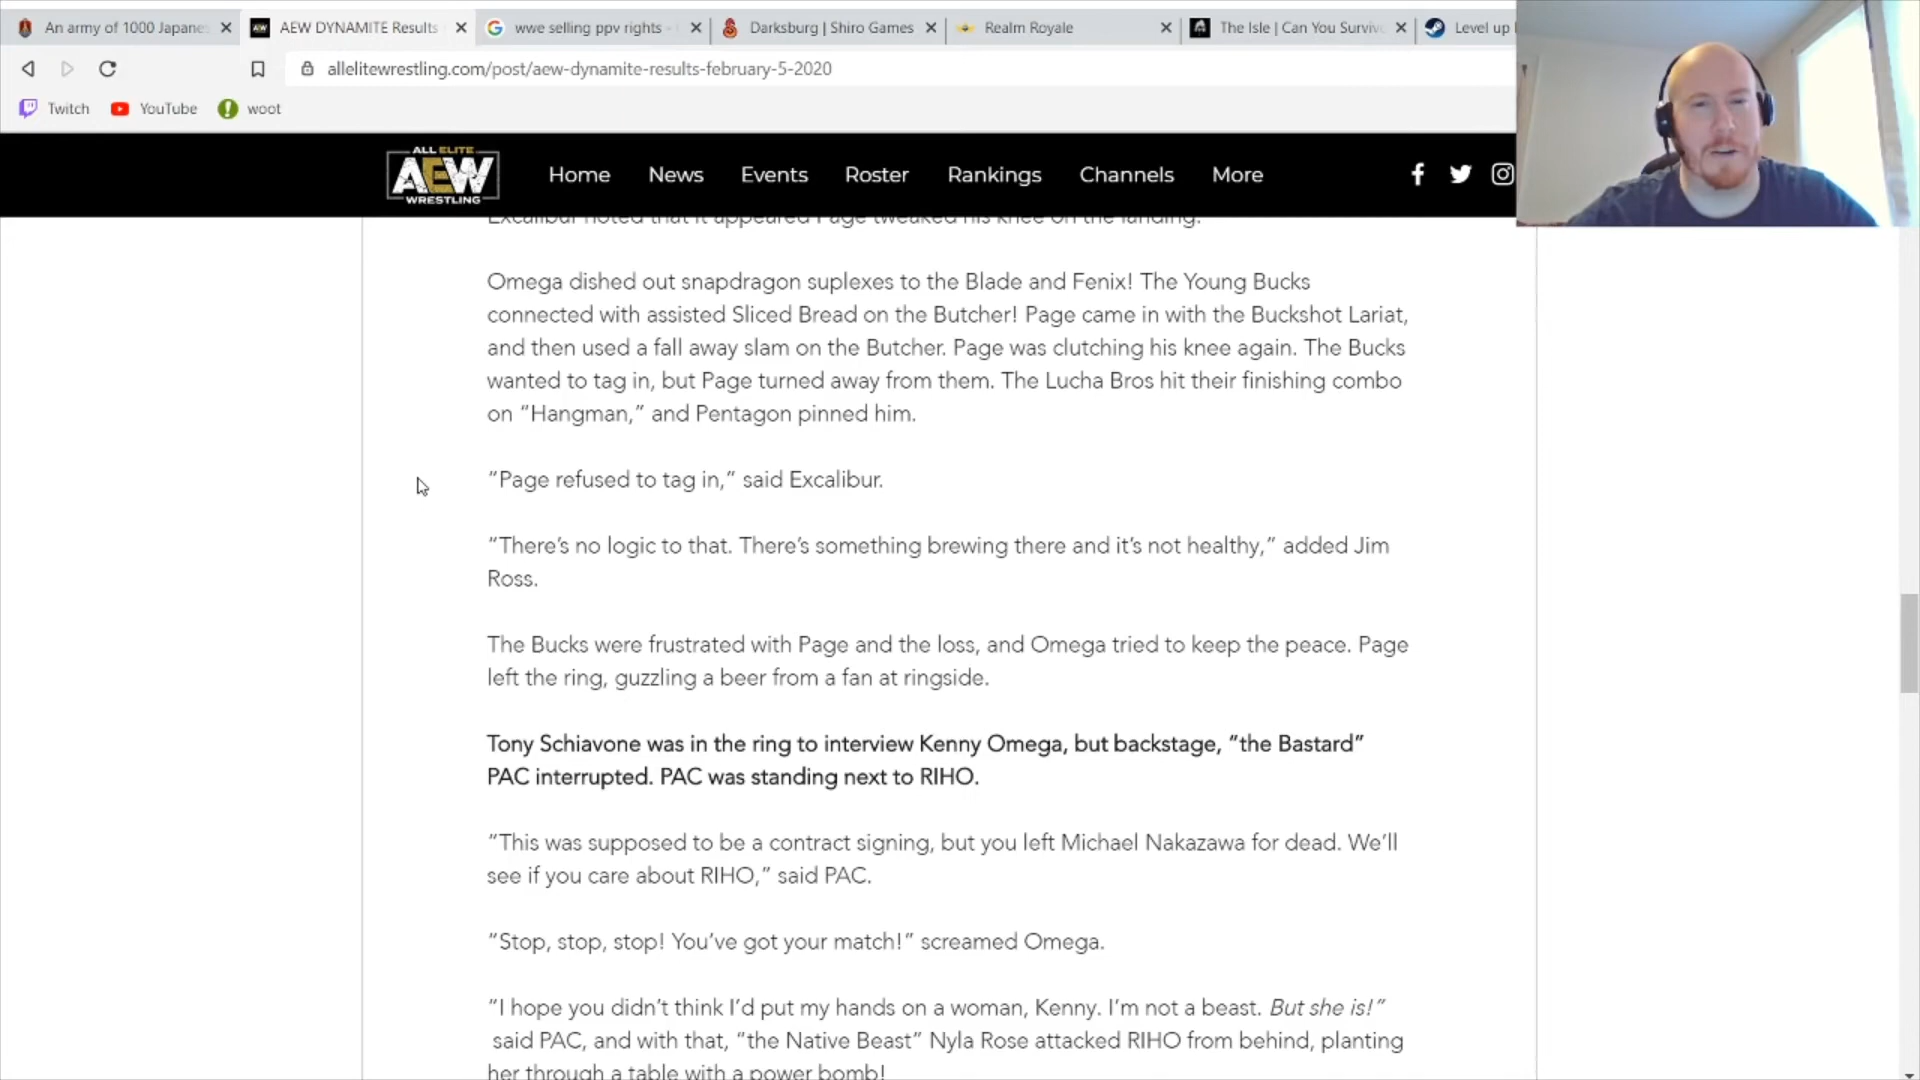 An army of 1000 Japane
AEW DYNAMITE Results
wwe selling ppv rights -
Darksburg | Shiro Games
Realm Royale
The Isle | Can You Surviv
Level up
allelitewrestling.com/post/aew-dynamite-results-february-5-2020
Twitch
YouTube
woot
ALL ELITE
AEW
WRESTLING
Home
News
Events
Roster
Rankings
Channels
More
Excalibur noted that it appeared Page tweaked his knee on the landing.
Omega dished out snapdragon suplexes to the Blade and Fenix! The Young Bucks
connected with assisted Sliced Bread on the Butcher! Page came in with the Buckshot Lariat,
and then used a fall away slam on the Butcher. Page was clutching his knee again. The Bucks
wanted to tag in, but Page turned away from them. The Lucha Bros hit their finishing combo
on “Hangman,” and Pentagon pinned him.
“Page refused to tag in,” said Excalibur.
“There’s no logic to that. There’s something brewing there and it’s not healthy,” added Jim
Ross.
The Bucks were frustrated with Page and the loss, and Omega tried to keep the peace. Page
left the ring, guzzling a beer from a fan at ringside.
Tony Schiavone was in the ring to interview Kenny Omega, but backstage, “the Bastard”
PAC interrupted. PAC was standing next to RIHO.
“This was supposed to be a contract signing, but you left Michael Nakazawa for dead. We’ll
see if you care about RIHO,” said PAC.
“Stop, stop, stop! You’ve got your match!” screamed Omega.
“I hope you didn’t think I’d put my hands on a woman, Kenny. I’m not a beast. But she is!”
said PAC, and with that, “the Native Beast” Nyla Rose attacked RIHO from behind, planting
her through a table with a power bomb!